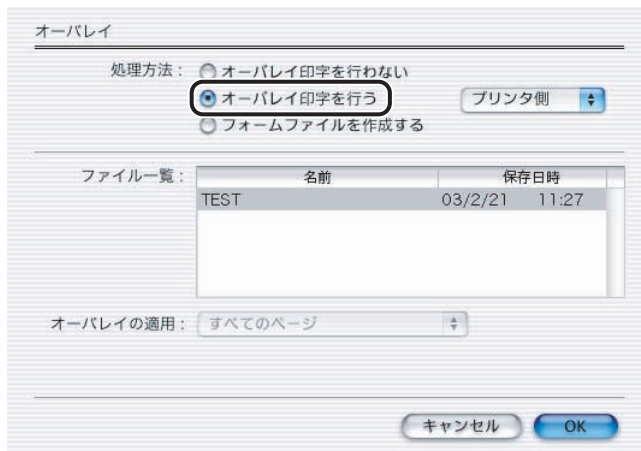 オーバレイ
処理方法： オーバレイ印字を行わない
オーバレイ印字を行う プリンタ側
フォームファイルを作成する
ファイル一覧： 名前 保存日時
TEST 03/2/21 11:27
オーバレイの適用： すべてのページ
キャンセル OK